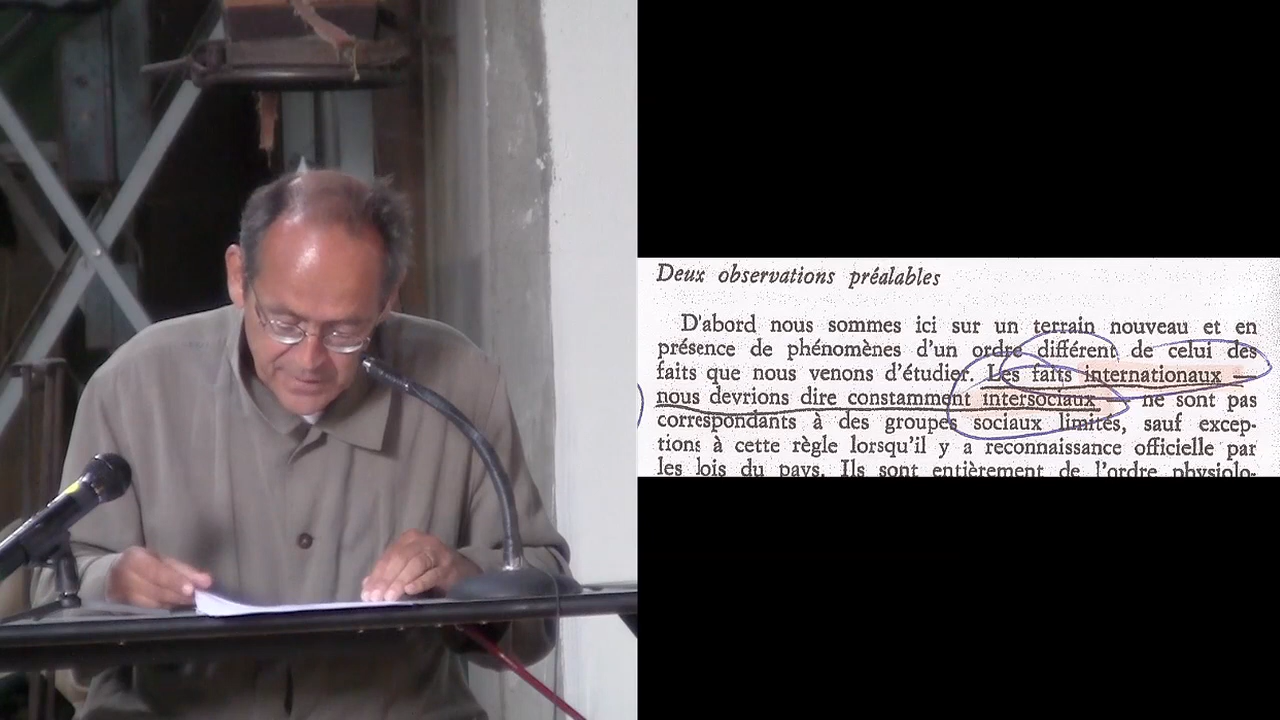 Deux observations préalables
D'abord nous sommes ici sur un terrain nouveau et en
présence de phénomènes d'un ordre différent de celui des
faits que nous venons d'étudier. Les faits internationaux —
nous devrions dire constamment intersociaux — ne sont pas
correspondants à des groupes sociaux limités, sauf excep-
tions à cette règle lorsqu'il y a reconnaissance officielle par
les lois du pays. Ils sont entièrement de l'ordre physiolo-